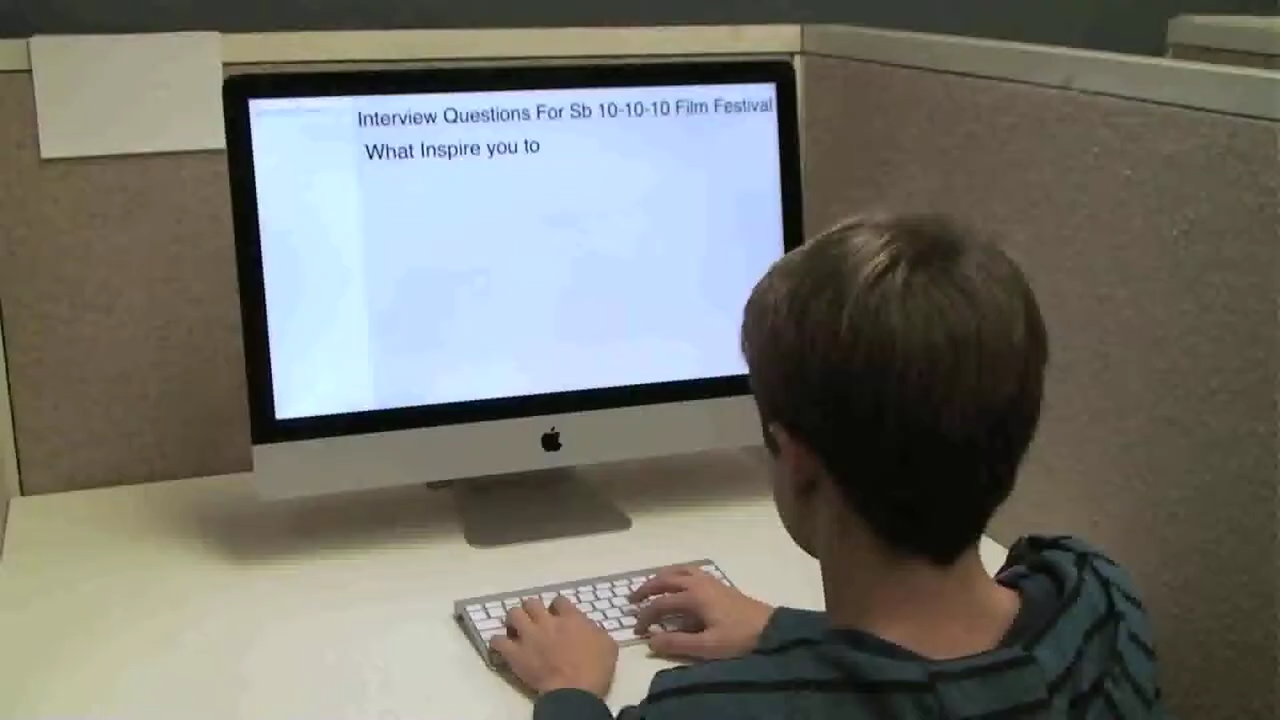 Interview Questions For Sb 10-10-10 Film Festival
What Inspire you to